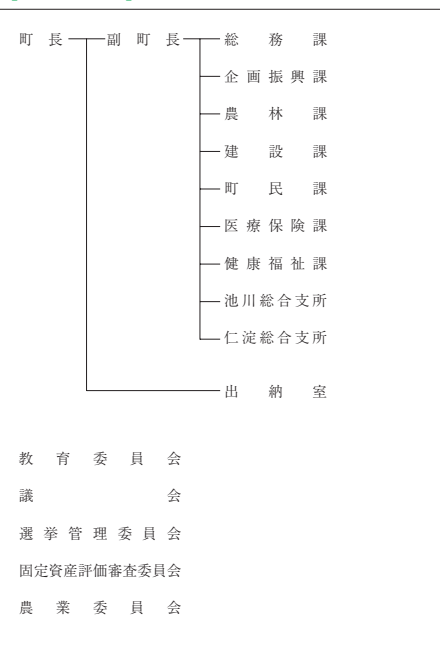 町長 副町長 総務課
企画振興課
農林課
建設課
町民課
医療保険課
健康福祉課
池川総合支所
仁淀総合支所
出納室
教育委員会
議会
選挙管理委員会
固定資産評価審査委員会
農業委員会